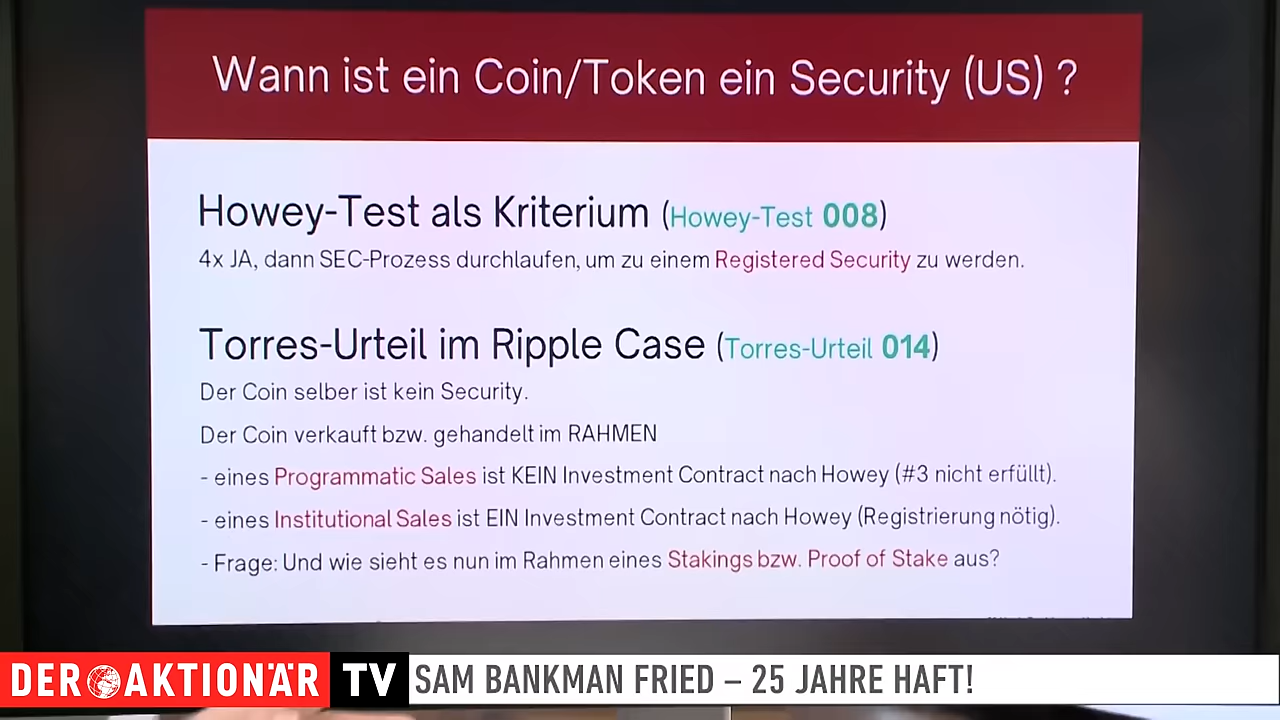 Wann ist ein Coin/Token ein Security (US) ?
Howey-Test als Kriterium (Howey-Test 008)
4x JA, dann SEC-Prozess durchlaufen, um zu einem Registered Security zu werden.
Torres-Urteil im Ripple Case (Torres-Urteil 014)
Der Coin selber ist kein Security.
Der Coin verkauft bzw. gehandelt im RAHMEN
- eines Programmatic Sales ist KEIN Investment Contract nach Howey (#3 nicht erfüllt).
- eines Institutional Sales ist EIN Investment Contract nach Howey (Registrierung nötig).
- Frage: Und wie sieht es nun im Rahmen eines Stakings bzw. Proof of Stake aus?
DER AKTIONÄR TV SAM BANKMAN FRIED – 25 JAHRE HAFT!